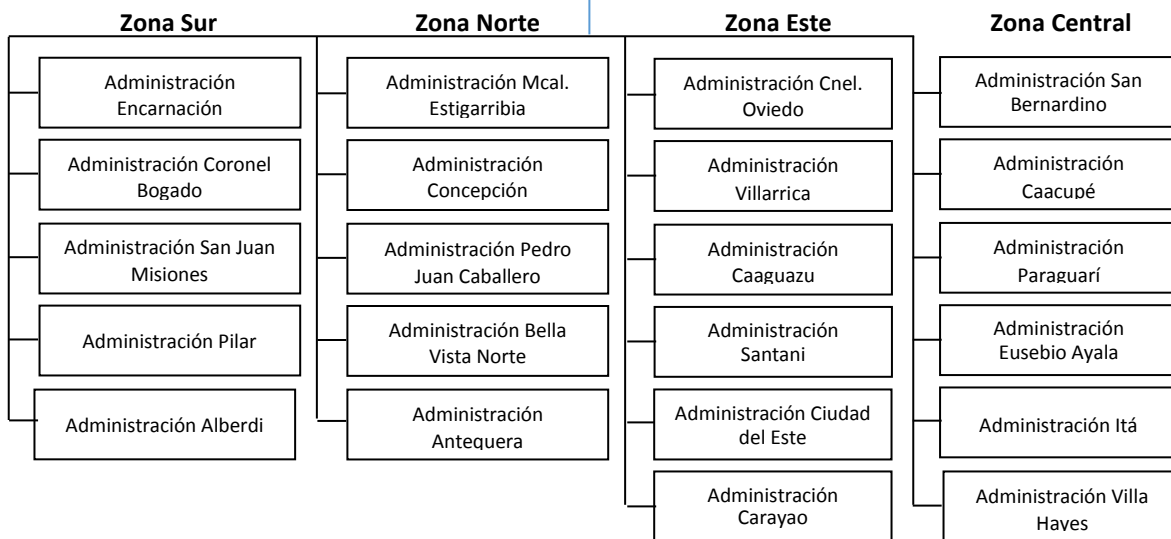 Zona Sur
Administración
Encarnación
Administración Coronel
Bogado
Administración San Juan
Misiones
Administración Pilar
Administración Alberdi
Zona Norte
Administración Mcal.
Estigarribia
Administración
Concepción
Administración Pedro
Juan Caballero
Administración Bella
Vista Norte
Administración
Antequera
Zona Este
Administración Cnel.
Oviedo
Administración
Villarrica
Administración
Caaguazu
Administración
Santani
Administración Ciudad
del Este
Administración
Carayao
Zona Central
Administración San
Bernardino
Administración
Caacupé
Administración
Paraguarí
Administración
Eusebio Ayala
Administración Itá
Administración Villa
Hayes